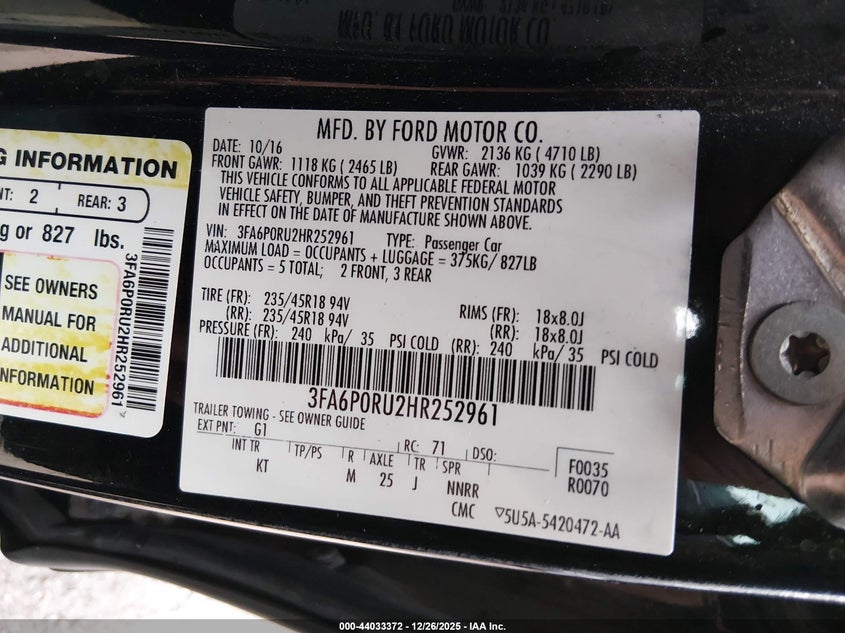 MFD. BY FORD MOTOR CO.
DATE: 10/16 GVWR: 2136 KG ( 4710 LB)
FRONT GAWR: 1118 KG ( 2465 LB) REAR GAWR: 1039 KG ( 2290 LB)
THIS VEHICLE CONFORMS TO ALL APPLICABLE FEDERAL MOTOR
VEHICLE SAFETY, BUMPER, AND THEFT PREVENTION STANDARDS
IN EFFECT ON THE DATE OF MANUFACTURE SHOWN ABOVE.
VIN: 3FA6P0RU2HR252961 TYPE: Passenger Car
MAXIMUM LOAD = OCCUPANTS + LUGGAGE = 375KG/ 827LB
OCCUPANTS = 5 TOTAL; 2 FRONT, 3 REAR
TIRE (FR): 235/45R18 94V RIMS (FR): 18x8.0J
(RR): 235/45R18 94V (RR): 18x8.0J
PRESSURE (FR): 240 kPa/ 35 PSI COLD (RR): 240 kPa/ 35 PSI COLD
3FA6P0RU2HR252961
TRAILER TOWING - SEE OWNER GUIDE
EXT PNT: G1 RC: 71 DSO:
INT TR TP/PS R AXLE TR SPR F0035
KT M 25 J NNRR R0070
CMC ▽5U5A-5420472-AA
G INFORMATION
NT: 2 REAR: 3
g or 827 lbs.
SEE OWNERS
MANUAL FOR
ADDITIONAL
INFORMATION
3FA6P0RU2HR252961
000-44033372 - 12/26/2025 - IAA Inc.